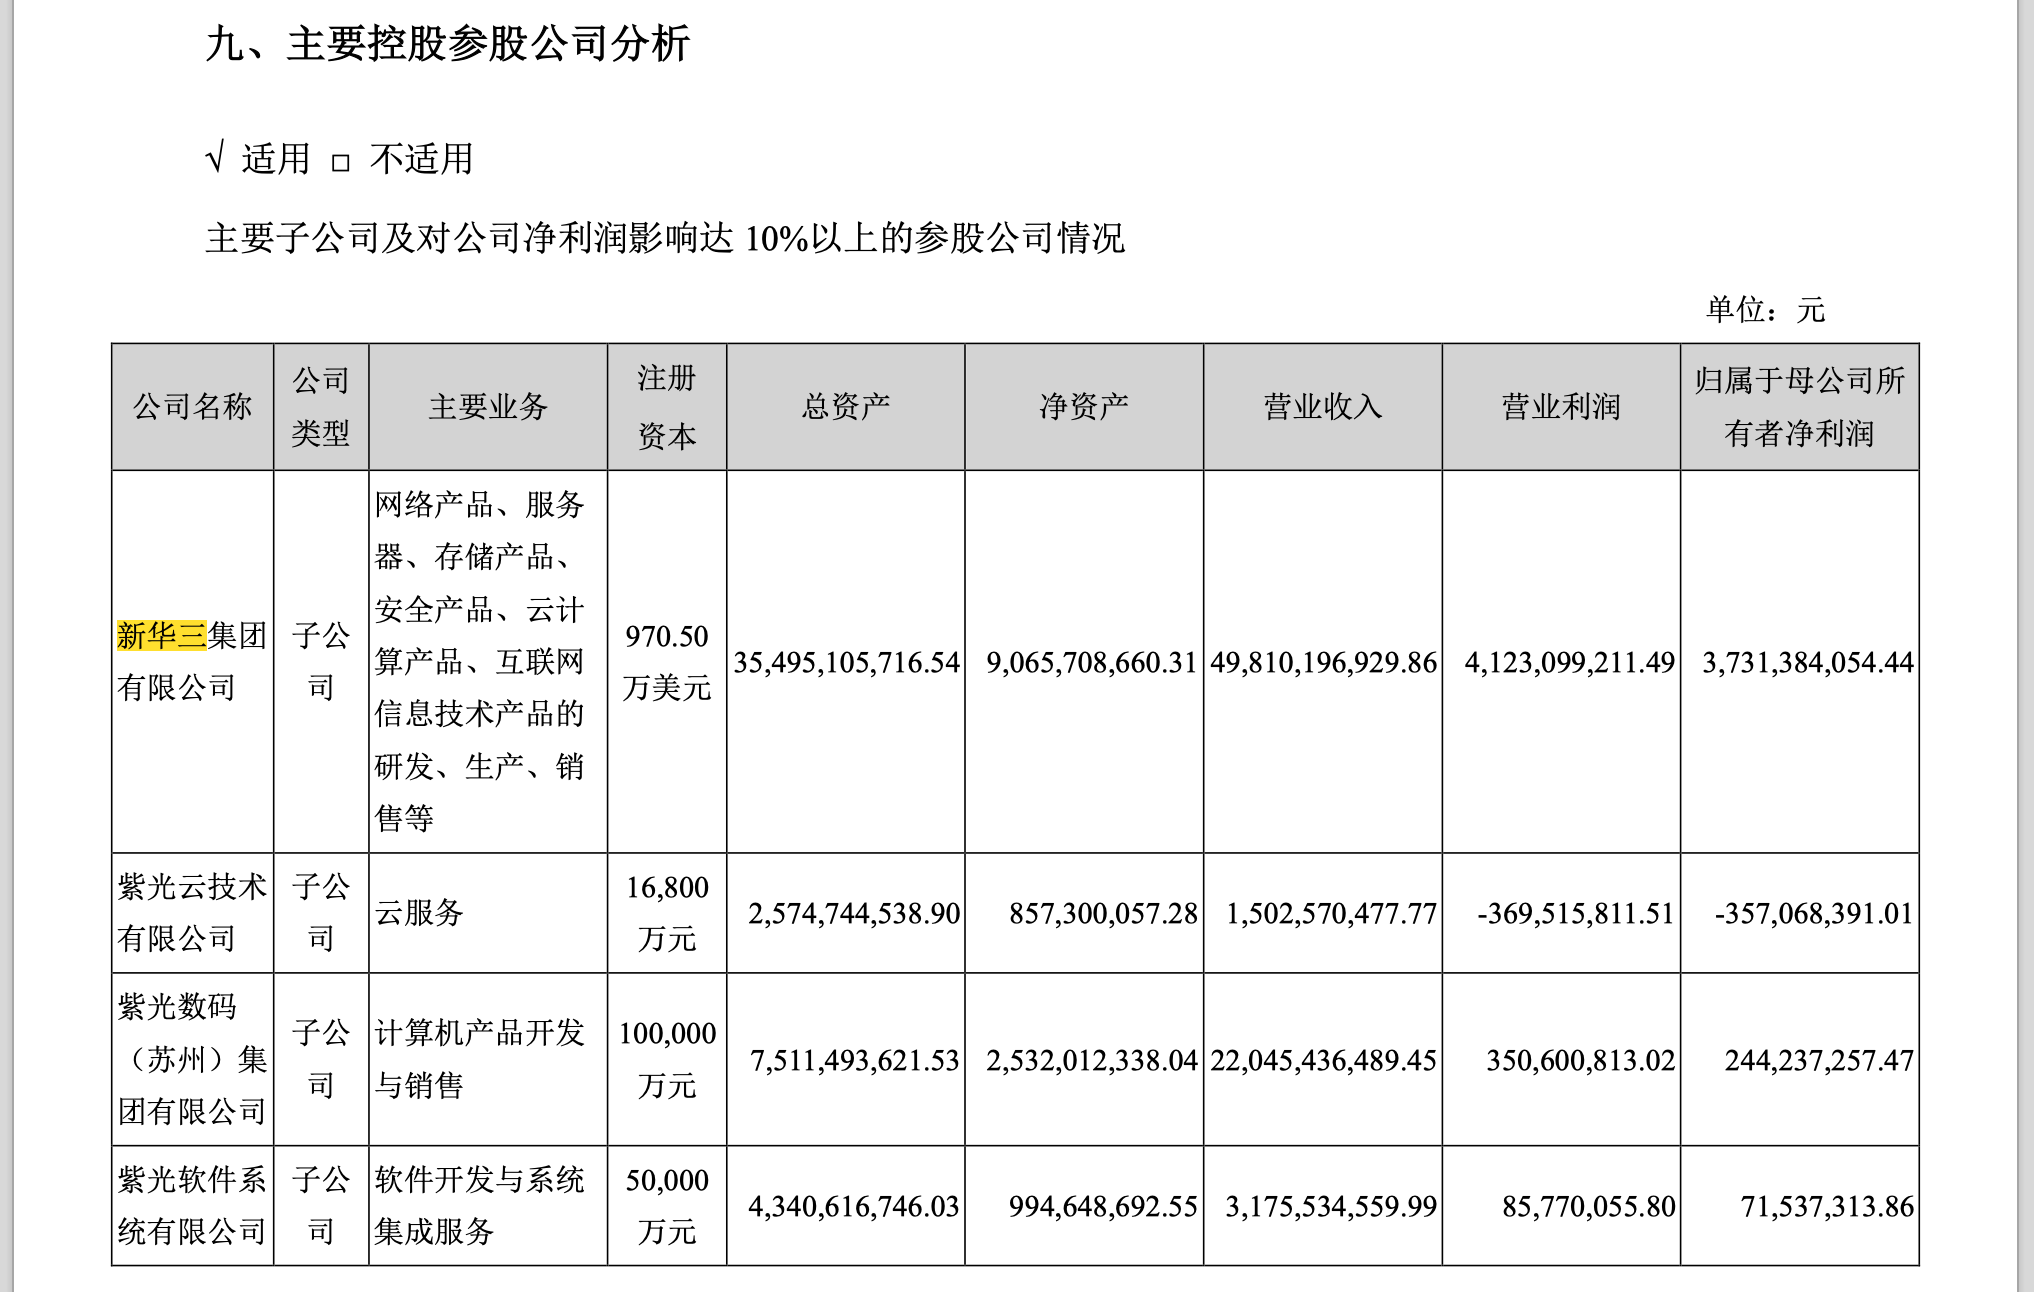 九、主要控股参股公司分析
√ 适用 □ 不适用
主要子公司及对公司净利润影响达 10%以上的参股公司情况
单位：元
公司名称
公司
类型
主要业务
注册
资本
总资产
净资产
营业收入
营业利润
归属于母公司所
有者净利润
新华三集团
有限公司
子公
司
网络产品、服务
器、存储产品、
安全产品、云计
算产品、互联网
信息技术产品的
研发、生产、销
售等
970.50
万美元
35,495,105,716.54
9,065,708,660.31
49,810,196,929.86
4,123,099,211.49
3,731,384,054.44
紫光云技术
有限公司
子公
司
云服务
16,800
万元
2,574,744,538.90
857,300,057.28
1,502,570,477.77
-369,515,811.51
-357,068,391.01
紫光数码
（苏州）集
团有限公司
子公
司
计算机产品开发
与销售
100,000
万元
7,511,493,621.53
2,532,012,338.04
22,045,436,489.45
350,600,813.02
244,237,257.47
紫光软件系
统有限公司
子公
司
软件开发与系统
集成服务
50,000
万元
4,340,616,746.03
994,648,692.55
3,175,534,559.99
85,770,055.80
71,537,313.86